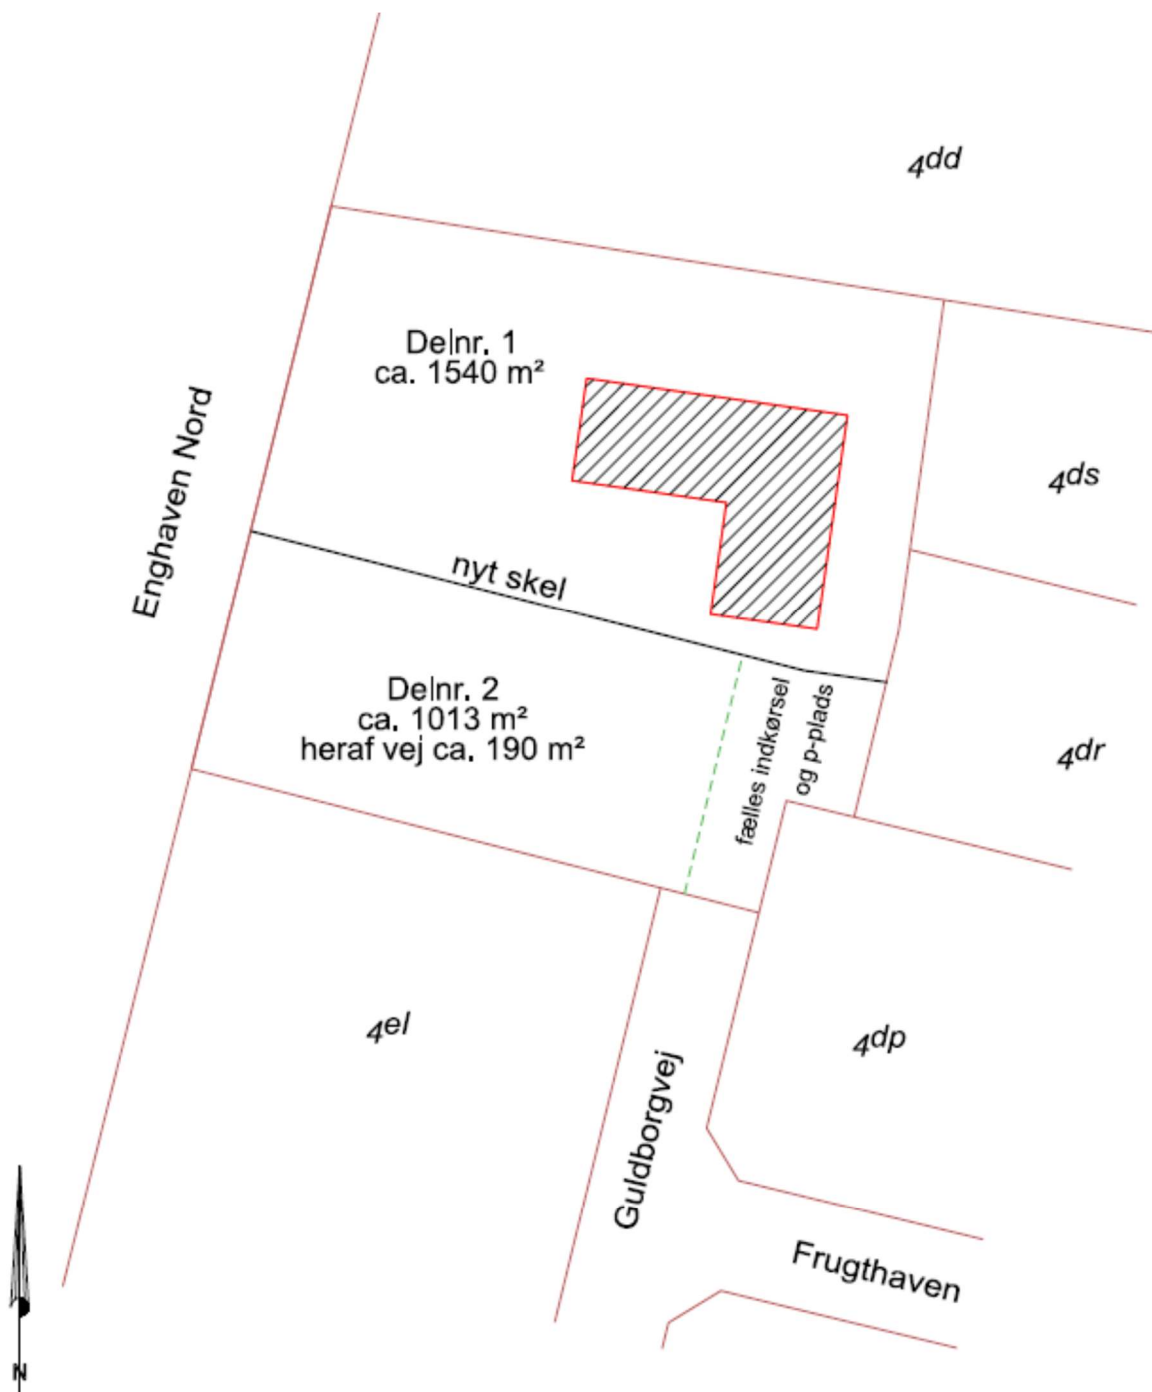 4dd
Delnr. 1
ca. 1540 m²
Enghaven Nord
4ds
nyt skel
Delnr. 2
ca. 1013 m²
heraf vej ca. 190 m²
fælles indkørsel
og p-plads
4dr
4el
4dp
Guldborgvej
Frugthaven
N